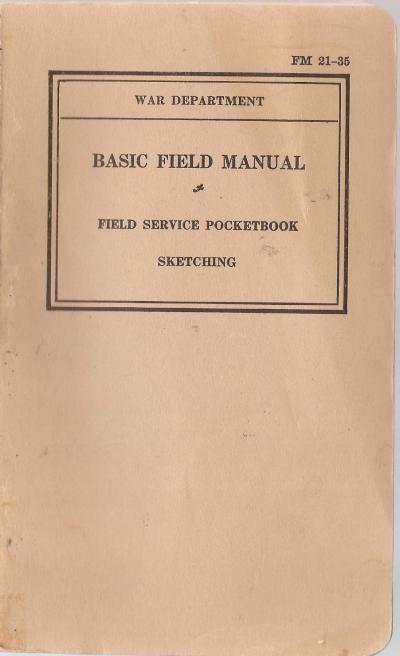 FM 21–35
WAR DEPARTMENT
BASIC FIELD MANUAL
FIELD SERVICE POCKETBOOK
SKETCHING